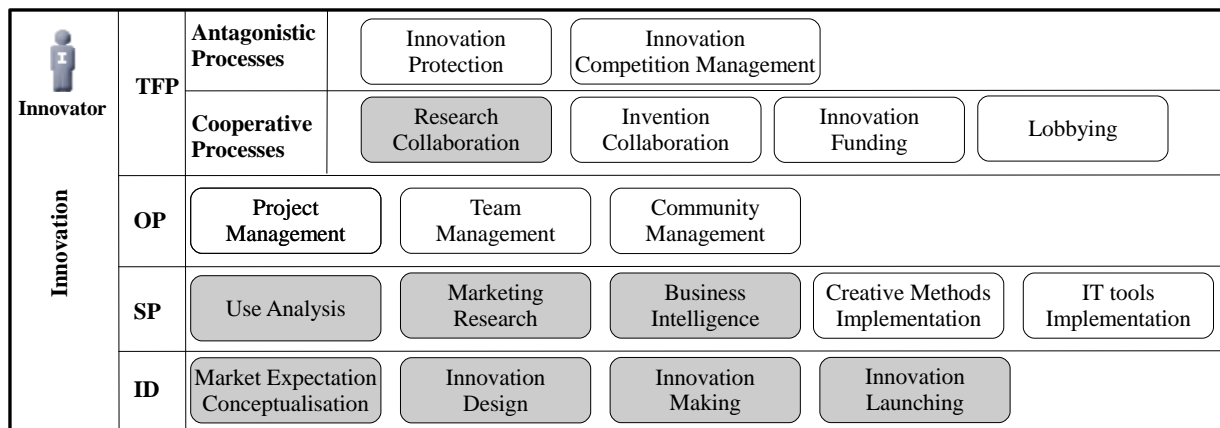 I
Innovator
Innovation
TFP
Antagonistic
Processes
Innovation
Protection
Innovation
Competition Management
Cooperative
Processes
Research
Collaboration
Invention
Collaboration
Innovation
Funding
Lobbying
OP
Project
Management
Team
Management
Community
Management
SP
Use Analysis
Marketing
Research
Business
Intelligence
Creative Methods
Implementation
IT tools
Implementation
ID
Market Expectation
Conceptualisation
Innovation
Design
Innovation
Making
Innovation
Launching